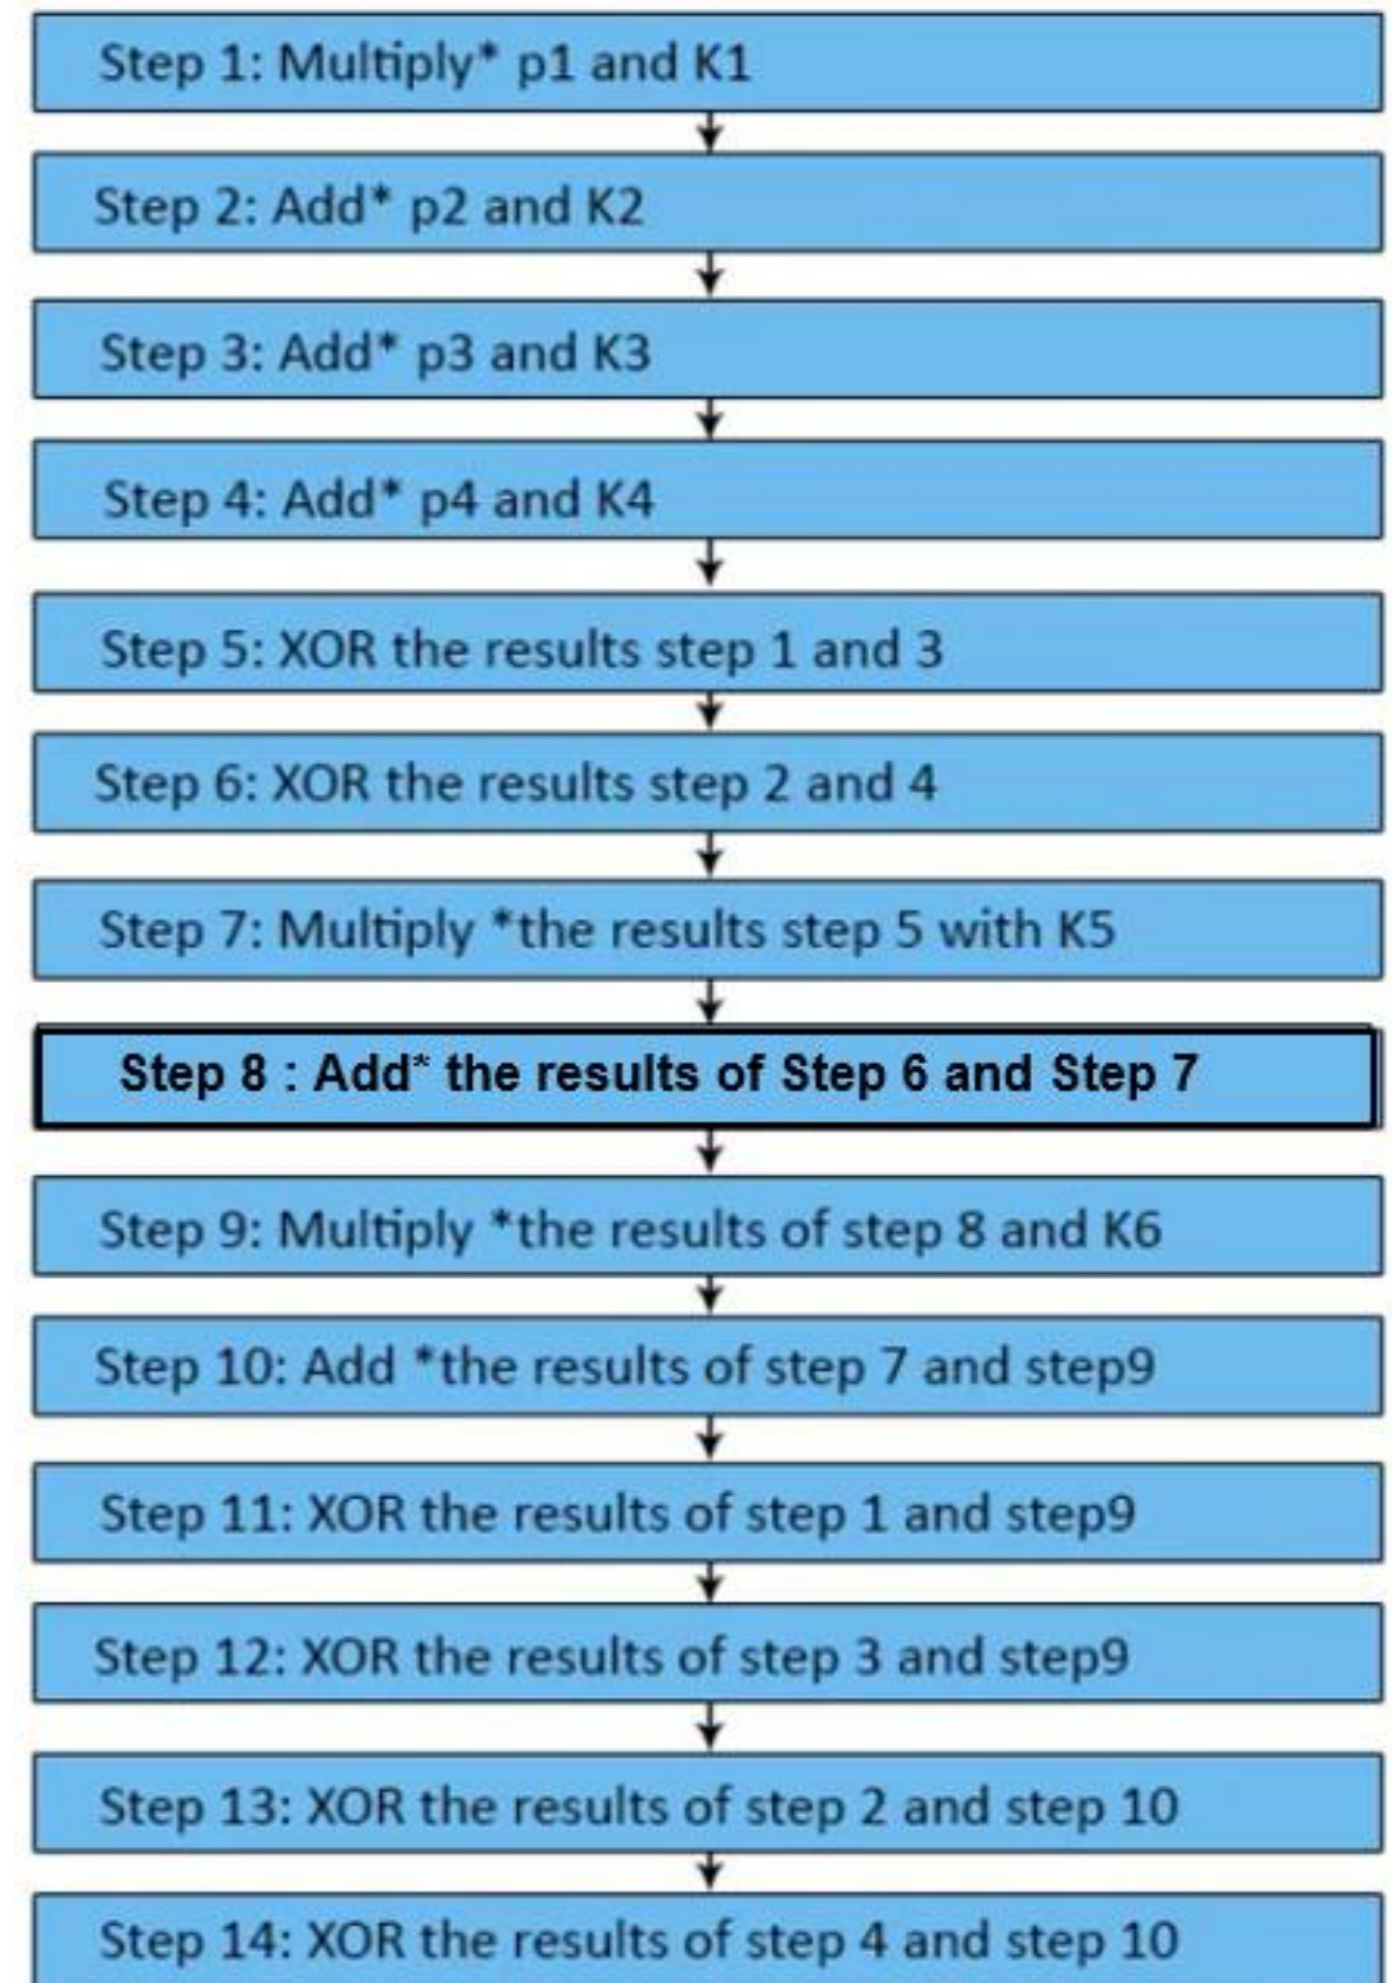 Step 1: Multiply* p1 and K1
Step 2: Add* p2 and K2
Step 3: Add* p3 and K3
Step 4: Add* p4 and K4
Step 5: XOR the results step 1 and 3
Step 6: XOR the results step 2 and 4
Step 7: Multiply *the results step 5 with K5
Step 8 : Add* the results of Step 6 and Step 7
Step 9: Multiply *the results of step 8 and K6
Step 10: Add *the results of step 7 and step9
Step 11: XOR the results of step 1 and step9
Step 12: XOR the results of step 3 and step9
Step 13: XOR the results of step 2 and step 10
Step 14: XOR the results of step 4 and step 10